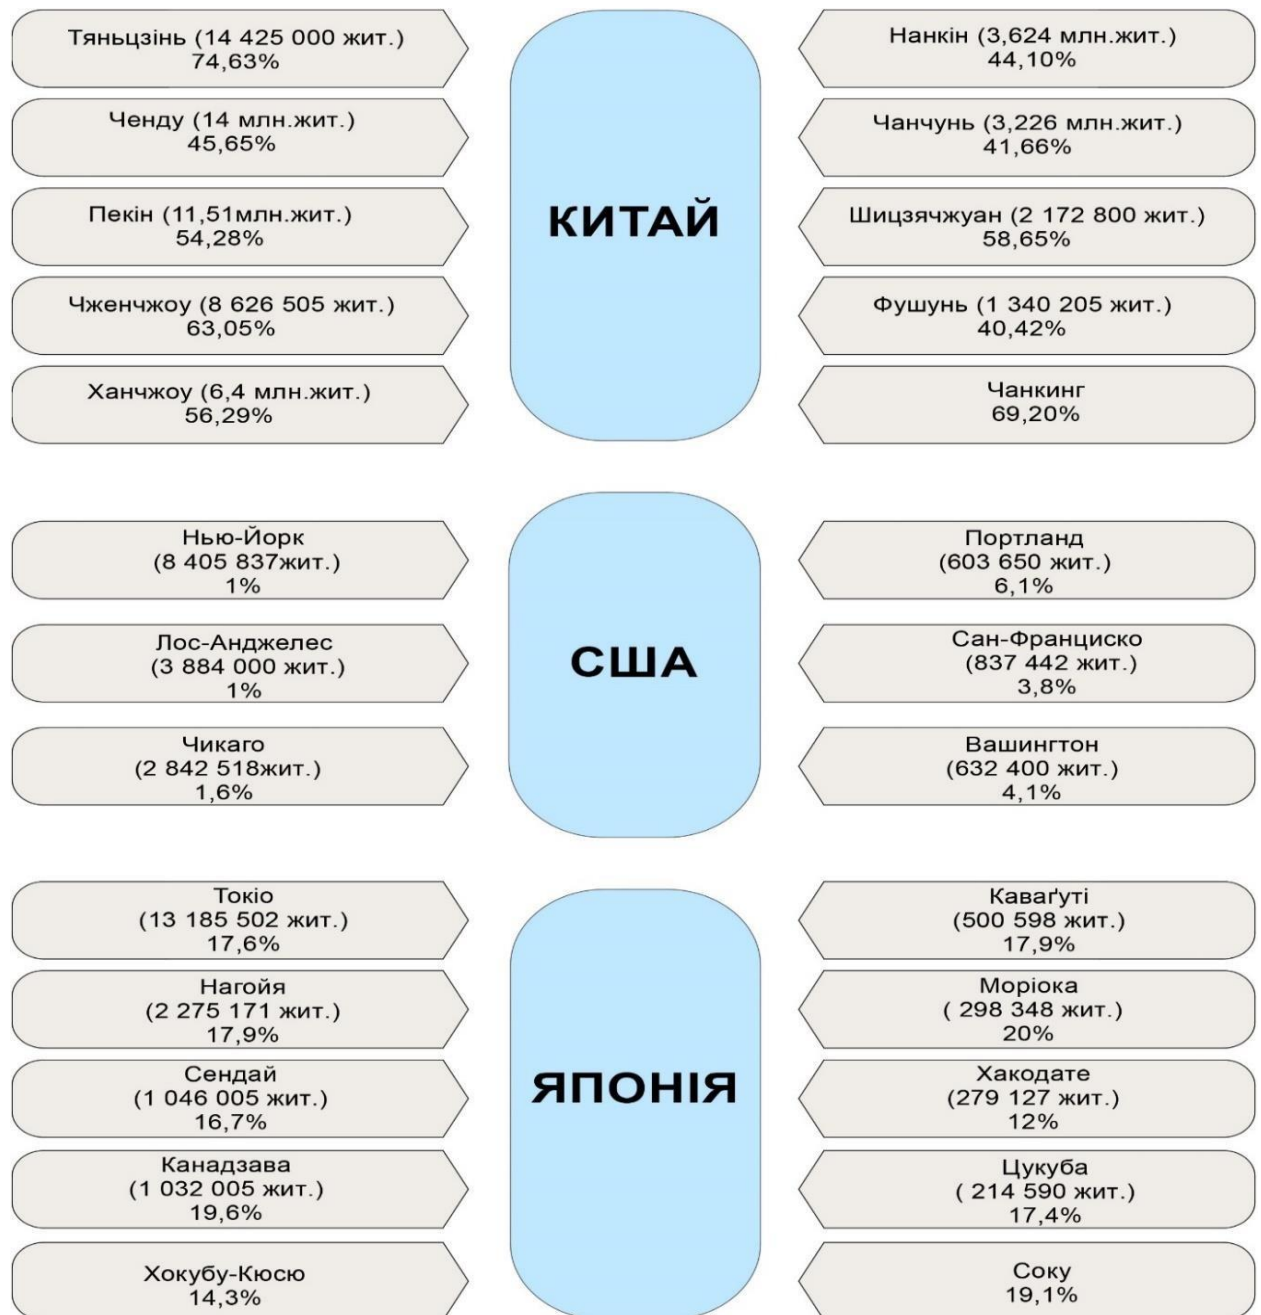 Тяньцзінь (14 425 000 жит.)
74,63%
Ченду (14 млн.жит.)
45,65%
Пекін (11,51млн.жит.)
54,28%
Чженчжоу (8 626 505 жит.)
63,05%
Ханчжоу (6,4 млн.жит.)
56,29%
КИТАЙ
Нанкін (3,624 млн.жит.)
44,10%
Чанчунь (3,226 млн.жит.)
41,66%
Шицзячжуан (2 172 800 жит.)
58,65%
Фушунь (1 340 205 жит.)
40,42%
Чанкинг
69,20%
Нью-Йорк
(8 405 837жит.)
1%
Лос-Анджелес
(3 884 000 жит.)
1%
Чикаго
(2 842 518жит.)
1,6%
США
Портланд
(603 650 жит.)
6,1%
Сан-Франциско
(837 442 жит.)
3,8%
Вашингтон
(632 400 жит.)
4,1%
Токіо
(13 185 502 жит.)
17,6%
Нагойя
(2 275 171 жит.)
17,9%
Сендай
(1 046 005 жит.)
16,7%
Канадзава
(1 032 005 жит.)
19,6%
Хокубу-Кюсю
14,3%
ЯПОНІЯ
Каваґуті
(500 598 жит.)
17,9%
Моріока
( 298 348 жит.)
20%
Хакодате
(279 127 жит.)
12%
Цукуба
( 214 590 жит.)
17,4%
Соку
19,1%